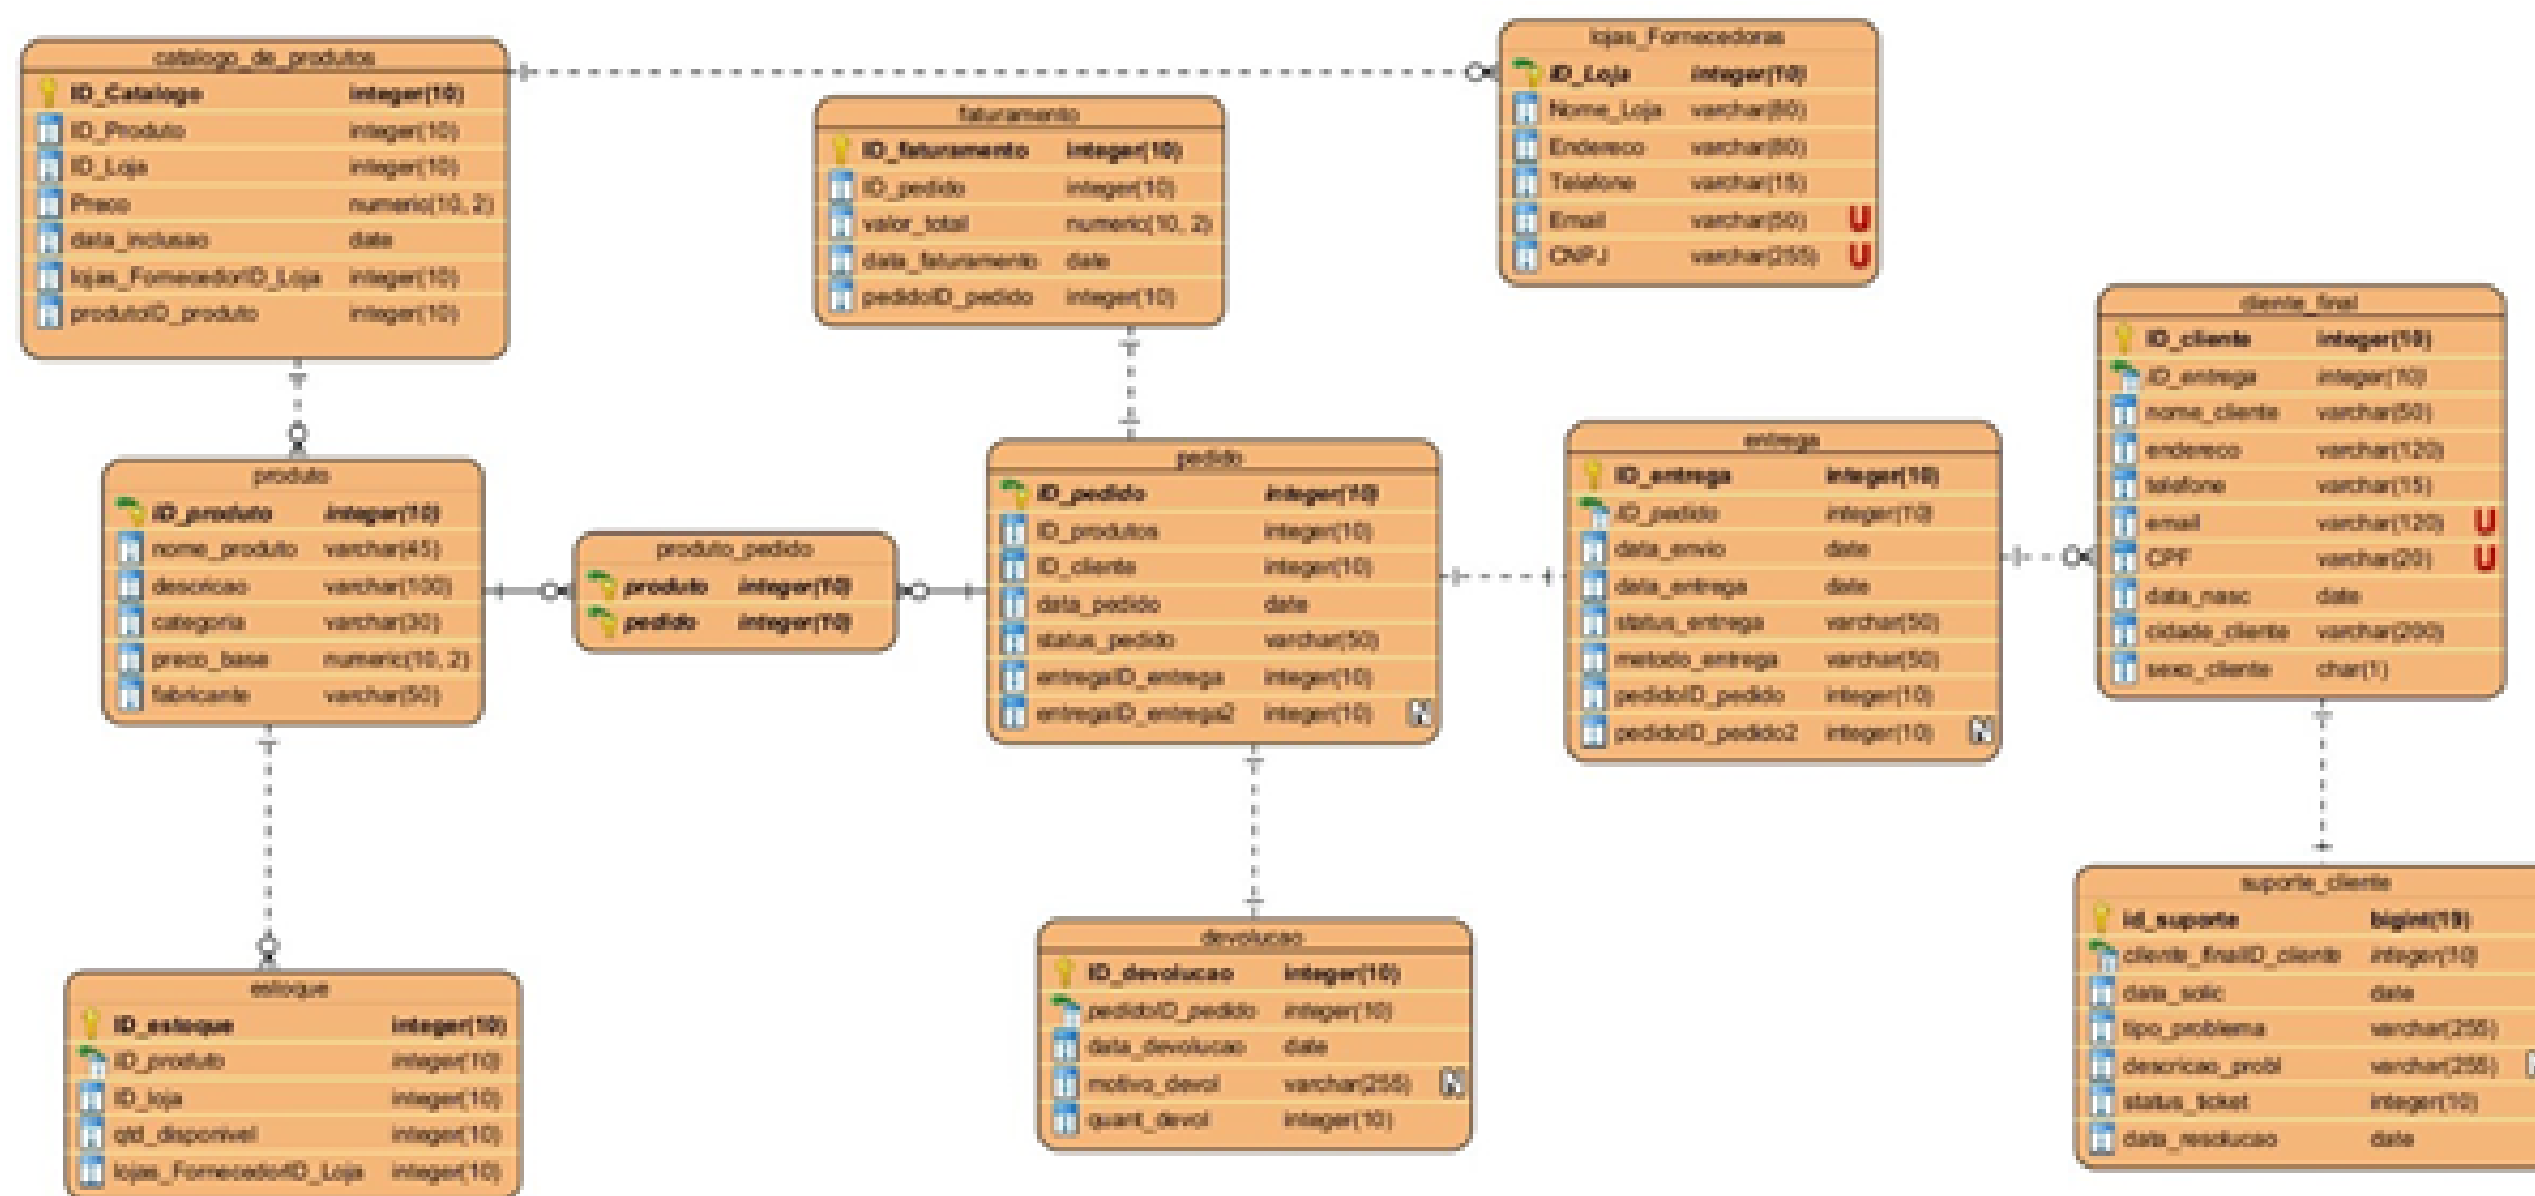 catalogo_de_produtos
ID_Catalogo integer(10)
ID_Produto integer(10)
ID_Loja integer(10)
Preco numeric(10, 2)
data_inclusao date
lojas_FornecedorID_Loja integer(10)
produtoID_produto integer(10)
faturamento
ID_faturamento integer(10)
ID_pedido integer(10)
valor_total numeric(10, 2)
data_faturamento date
pedidoID_pedido integer(10)
lojas_Fornecedoras
ID_Loja integer(10)
Nome_Loja varchar(80)
Endereco varchar(80)
Telefone varchar(15)
Email varchar(50) U
CNPJ varchar(255) U
cliente_final
ID_cliente integer(10)
ID_entrega integer(10)
nome_cliente varchar(50)
endereco varchar(120)
telefone varchar(15)
email varchar(120) U
CPF varchar(20) U
data_nasc date
cidade_cliente varchar(200)
sexo_cliente char(1)
produto
ID_produto integer(10)
nome_produto varchar(45)
descricao varchar(100)
categoria varchar(30)
preco_base numeric(10, 2)
fabricante varchar(50)
produto_pedido
produto integer(10)
pedido integer(10)
pedido
ID_pedido integer(10)
ID_produtos integer(10)
ID_cliente integer(10)
data_pedido date
status_pedido varchar(50)
entregaID_entrega integer(10)
entregaID_entrega2 integer(10) N
entrega
ID_entrega integer(10)
ID_pedido integer(10)
data_envio date
data_entrega date
status_entrega varchar(50)
metodo_entrega varchar(50)
pedidoID_pedido integer(10)
pedidoID_pedido2 integer(10) N
estoque
ID_estoque integer(10)
ID_produto integer(10)
ID_loja integer(10)
qtd_disponivel integer(10)
lojas_FornecedorID_Loja integer(10)
devolucao
ID_devolucao integer(10)
pedidoID_pedido integer(10)
data_devolucao date
motivo_devol varchar(255) N
quant_devol integer(10)
suporte_cliente
id_suporte bigint(19)
cliente_finalID_cliente integer(10)
data_solic date
tipo_problema varchar(255)
descricao_probl varchar(255)
status_ticket integer(10)
data_resolucao date